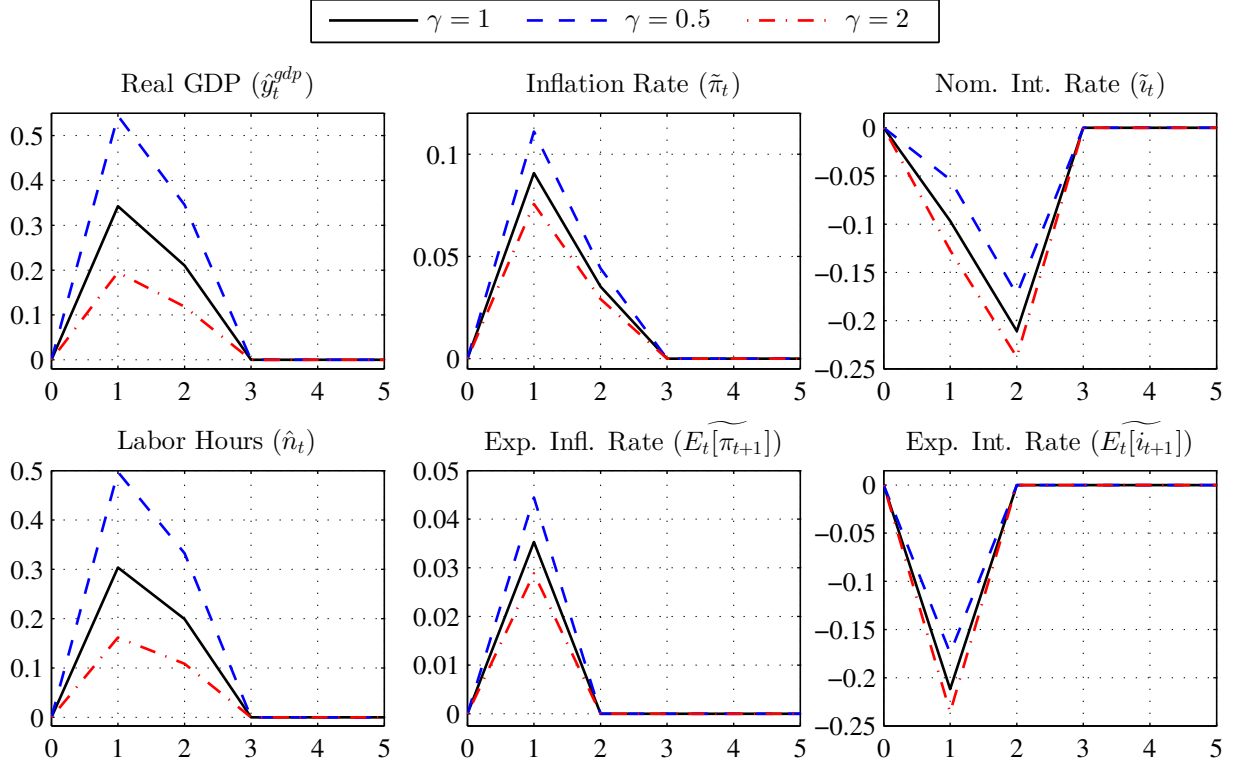 γ = 1 γ = 0.5 γ = 2
Real GDP (ŷ_t^{gdp})
0.5
0.4
0.3
0.2
0.1
0
0 1 2 3 4 5
Inflation Rate (π̃_t)
0.1
0.05
0
0 1 2 3 4 5
Nom. Int. Rate (ĩ_t)
0
−0.05
−0.1
−0.15
−0.2
−0.25
0 1 2 3 4 5
Labor Hours (n̂_t)
0.5
0.4
0.3
0.2
0.1
0
0 1 2 3 4 5
Exp. Infl. Rate (\widetilde{E_t[π_{t+1}]})
0.05
0.04
0.03
0.02
0.01
0
0 1 2 3 4 5
Exp. Int. Rate (\widetilde{E_t[i_{t+1}]})
0
−0.05
−0.1
−0.15
−0.2
−0.25
0 1 2 3 4 5